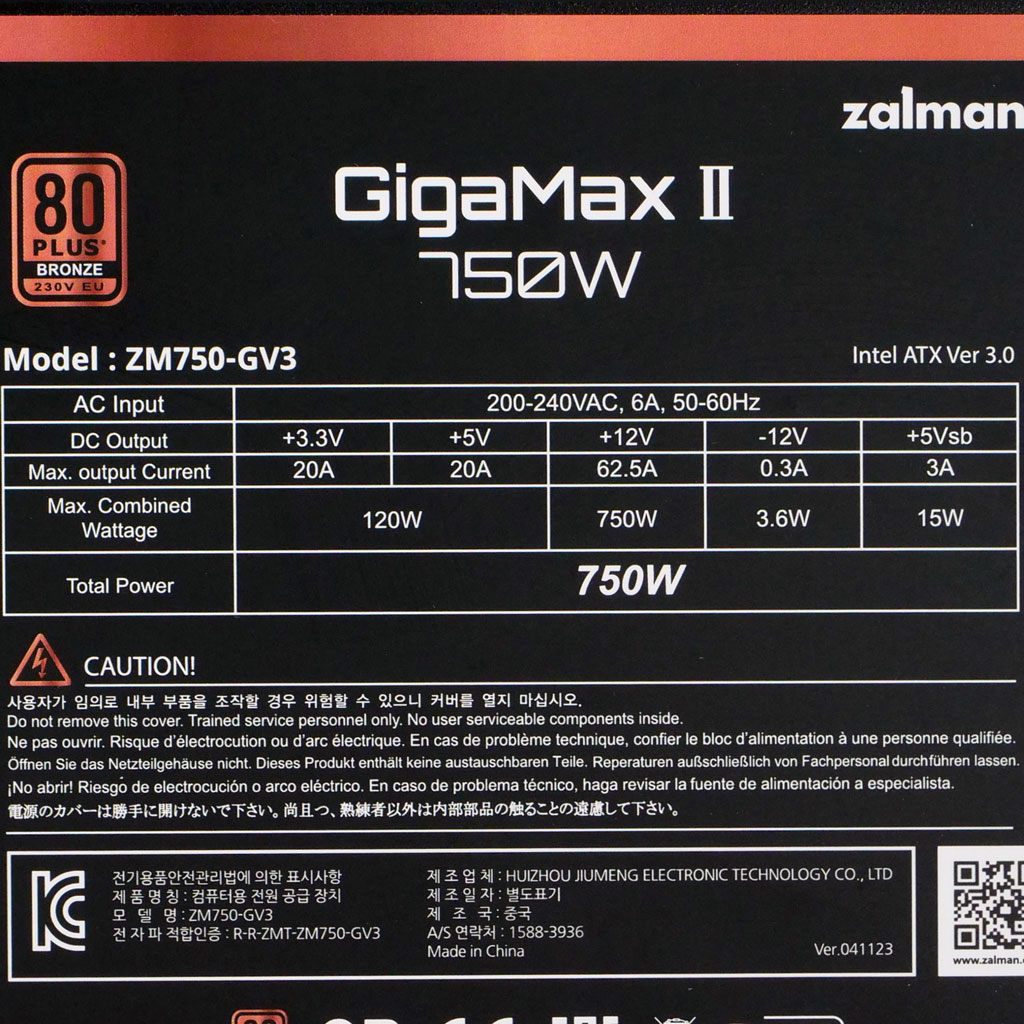 zalman
80
PLUS
BRONZE
230V EU
GigaMax II
750W
Model : ZM750-GV3
Intel ATX Ver 3.0
AC Input 200-240VAC, 6A, 50-60Hz
DC Output +3.3V +5V +12V -12V +5Vsb
Max. output Current 20A 20A 62.5A 0.3A 3A
Max. Combined
Wattage 120W 750W 3.6W 15W
Total Power 750W
CAUTION!
사용자가 임의로 내부 부품을 조작할 경우 위험할 수 있으니 커버를 열지 마십시오.
Do not remove this cover. Trained service personnel only. No user serviceable components inside.
Ne pas ouvrir. Risque d'électrocution ou d'arc électrique. En cas de problème technique, confier le bloc d'alimentation à une personne qualifiée.
Öffnen Sie das Netzteilgehäuse nicht. Dieses Produkt enthält keine austauschbaren Teile. Reperaturen außschließlich von Fachpersonal durchführen lassen.
¡No abrir! Riesgo de electrocución o arco eléctrico. En caso de problema técnico, haga revisar la fuente de alimentación a especialista.
電源のカバーは勝手に開けないで下さい。尚且つ、熟練者以外は内部部品の触ることの遠慮して下さい。
전기용품안전관리법에 의한 표시사항
제 품 명 칭 : 컴퓨터용 전원 공급 장치
모 델 명 : ZM750-GV3
전 자 파 적합인증 : R-R-ZMT-ZM750-GV3
제 조 업 체 : HUIZHOU JIUMENG ELECTRONIC TECHNOLOGY CO., LTD
제 조 일 자 : 별도표기
제 조 국 : 중국
A/S 연락처 : 1588-3936
Made in China
Ver.041123
www.zalman.